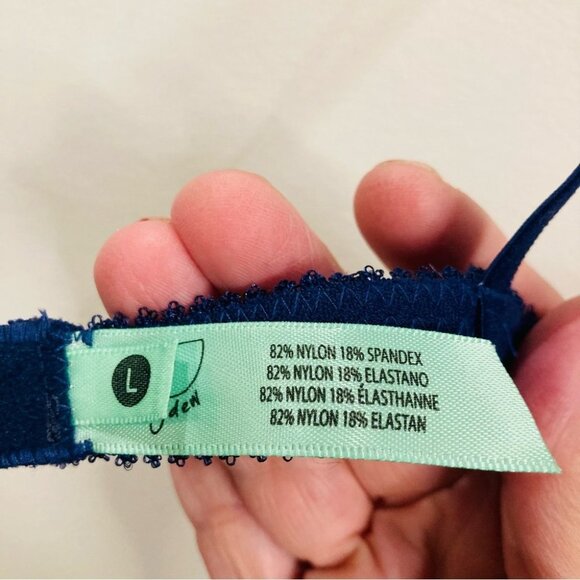 L
82% NYLON 18% SPANDEX
82% NYLON 18% ELASTANO
82% NYLON 18% ÉLASTHANNE
82% NYLON 18% ELASTAN